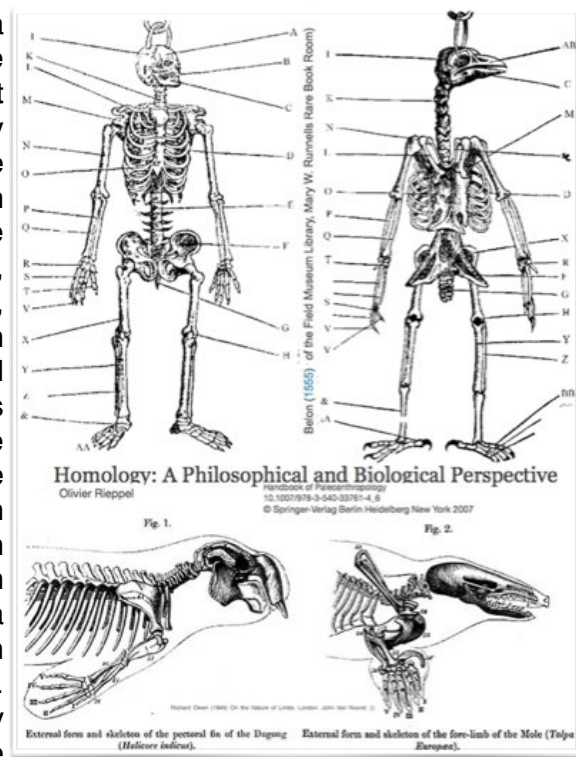 I
K
L
M
N
O
P
Q
R
S
T
V
X
Y
Z
&
AA
A
B
C
D
E
F
G
H
Belon (1555) of the Field Museum Library, Mary W. Runnells Rare Book Room)
I
K
N
L
O
P
Q
T
S
V
V
&
A
AB
C
M
D
X
R
F
G
H
Y
Z
BB
Homology: A Philosophical and Biological Perspective
Olivier Rieppel
Handbook of Paleoanthropology
10.1007/978-3-540-33761-4_6
© Springer-Verlag Berlin Heidelberg New York 2007
Fig. 1.
Fig. 2.
Richard Owen (1849) On the Nature of Limbs. London: John Van
External form and skeleton of the pectoral fin of the Dugong
(Halicore indicus).
External form and skeleton of the fore-limb of the Mole (Talpa
Europæa).